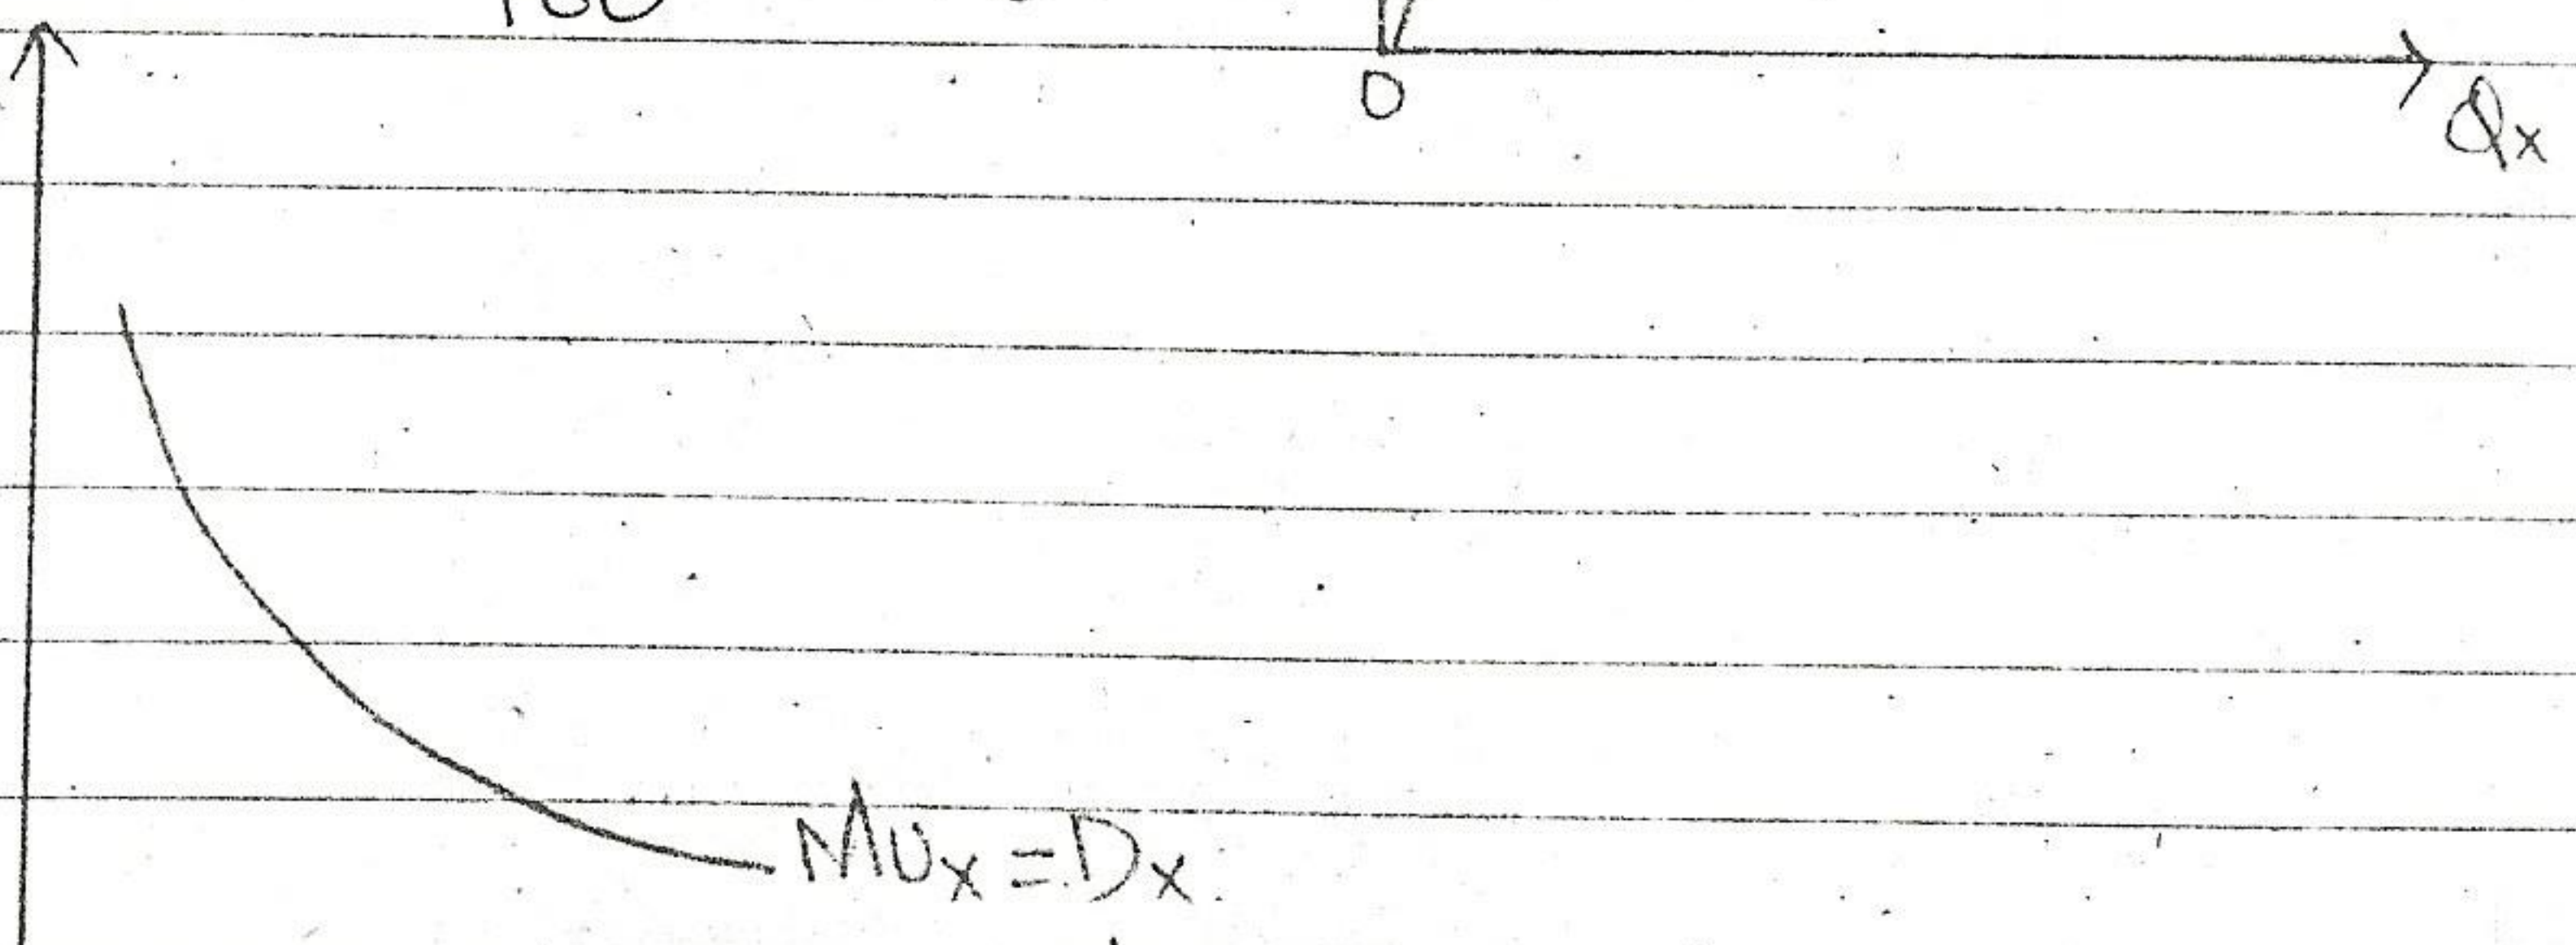 0
Qx
MUx = Dx.